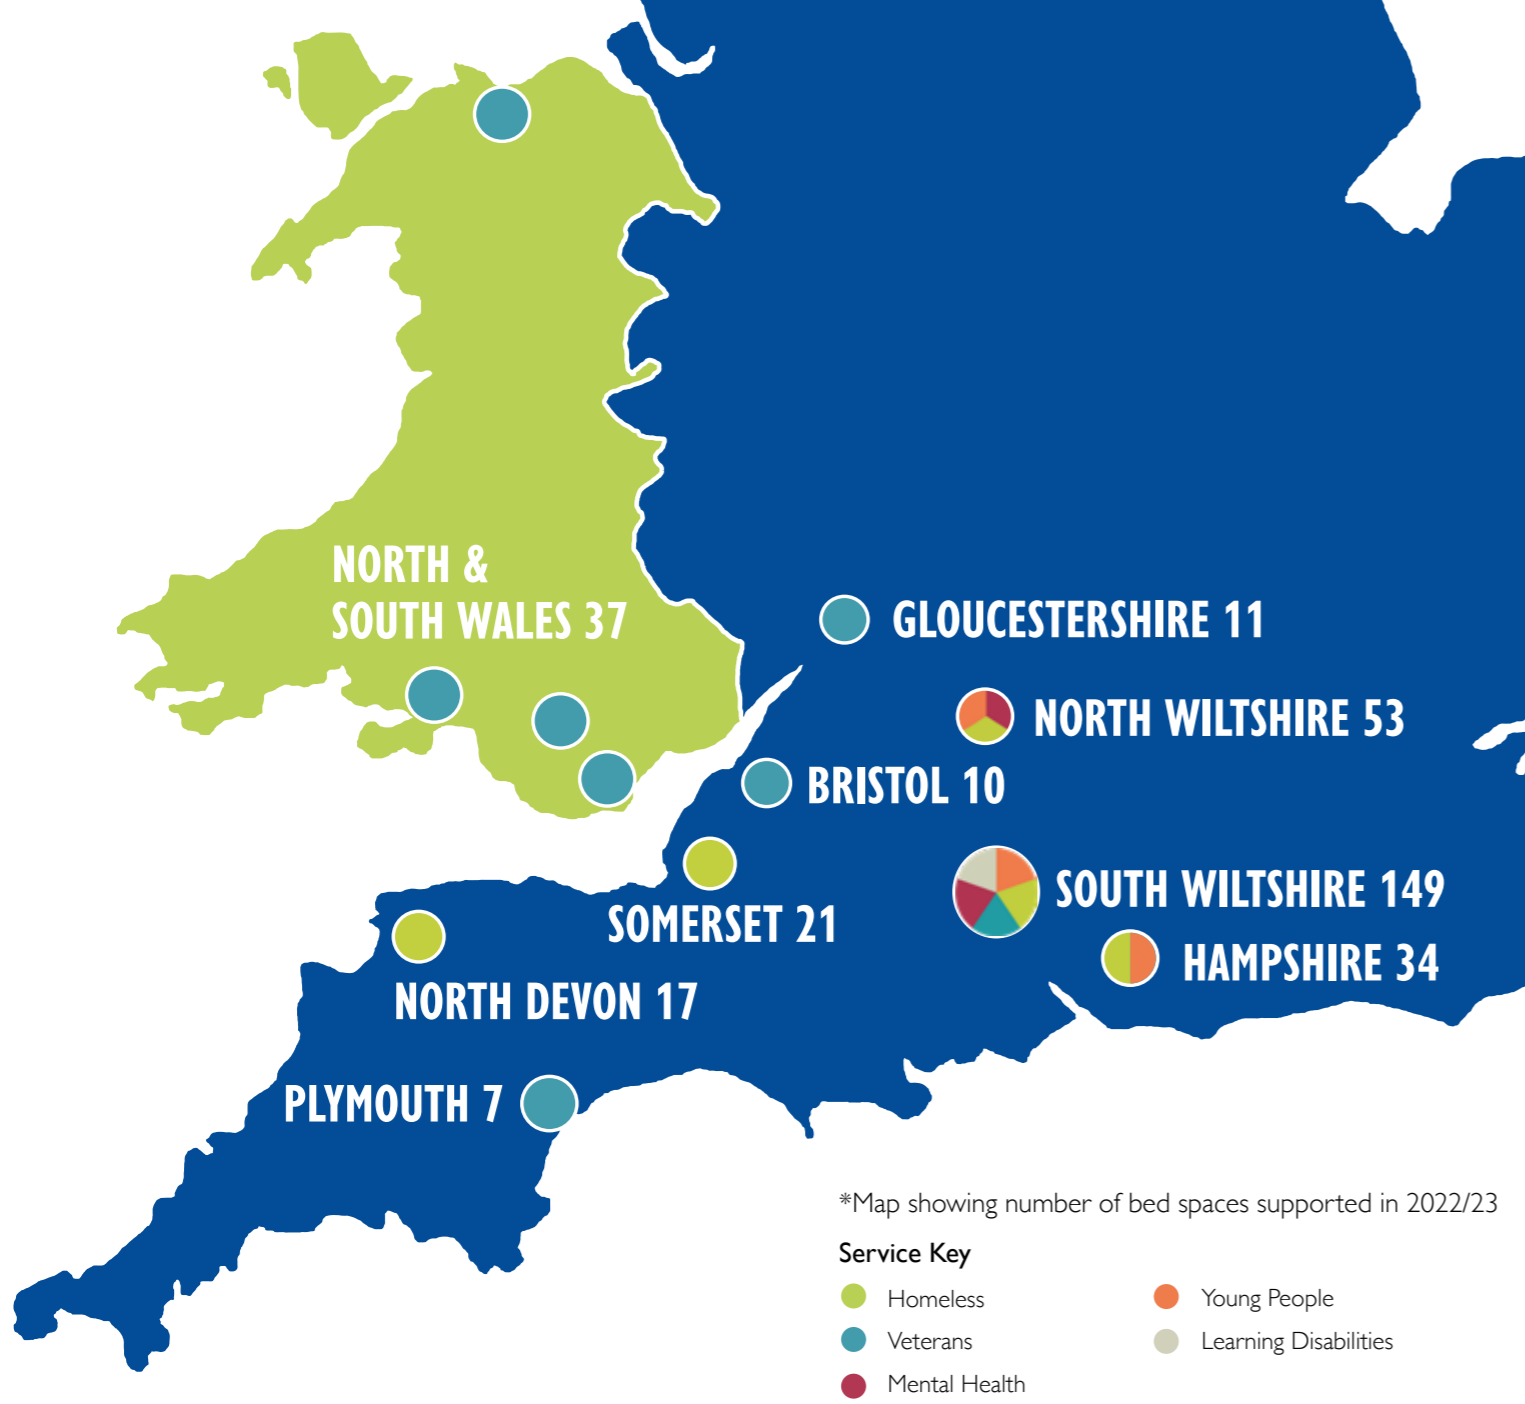 NORTH &
SOUTH WALES 37
GLOUCESTERSHIRE 11
NORTH WILTSHIRE 53
BRISTOL 10
SOUTH WILTSHIRE 149
SOMERSET 21
HAMPSHIRE 34
NORTH DEVON 17
PLYMOUTH 7
*Map showing number of bed spaces supported in 2022/23
Service Key
Homeless
Veterans
Mental Health
Young People
Learning Disabilities